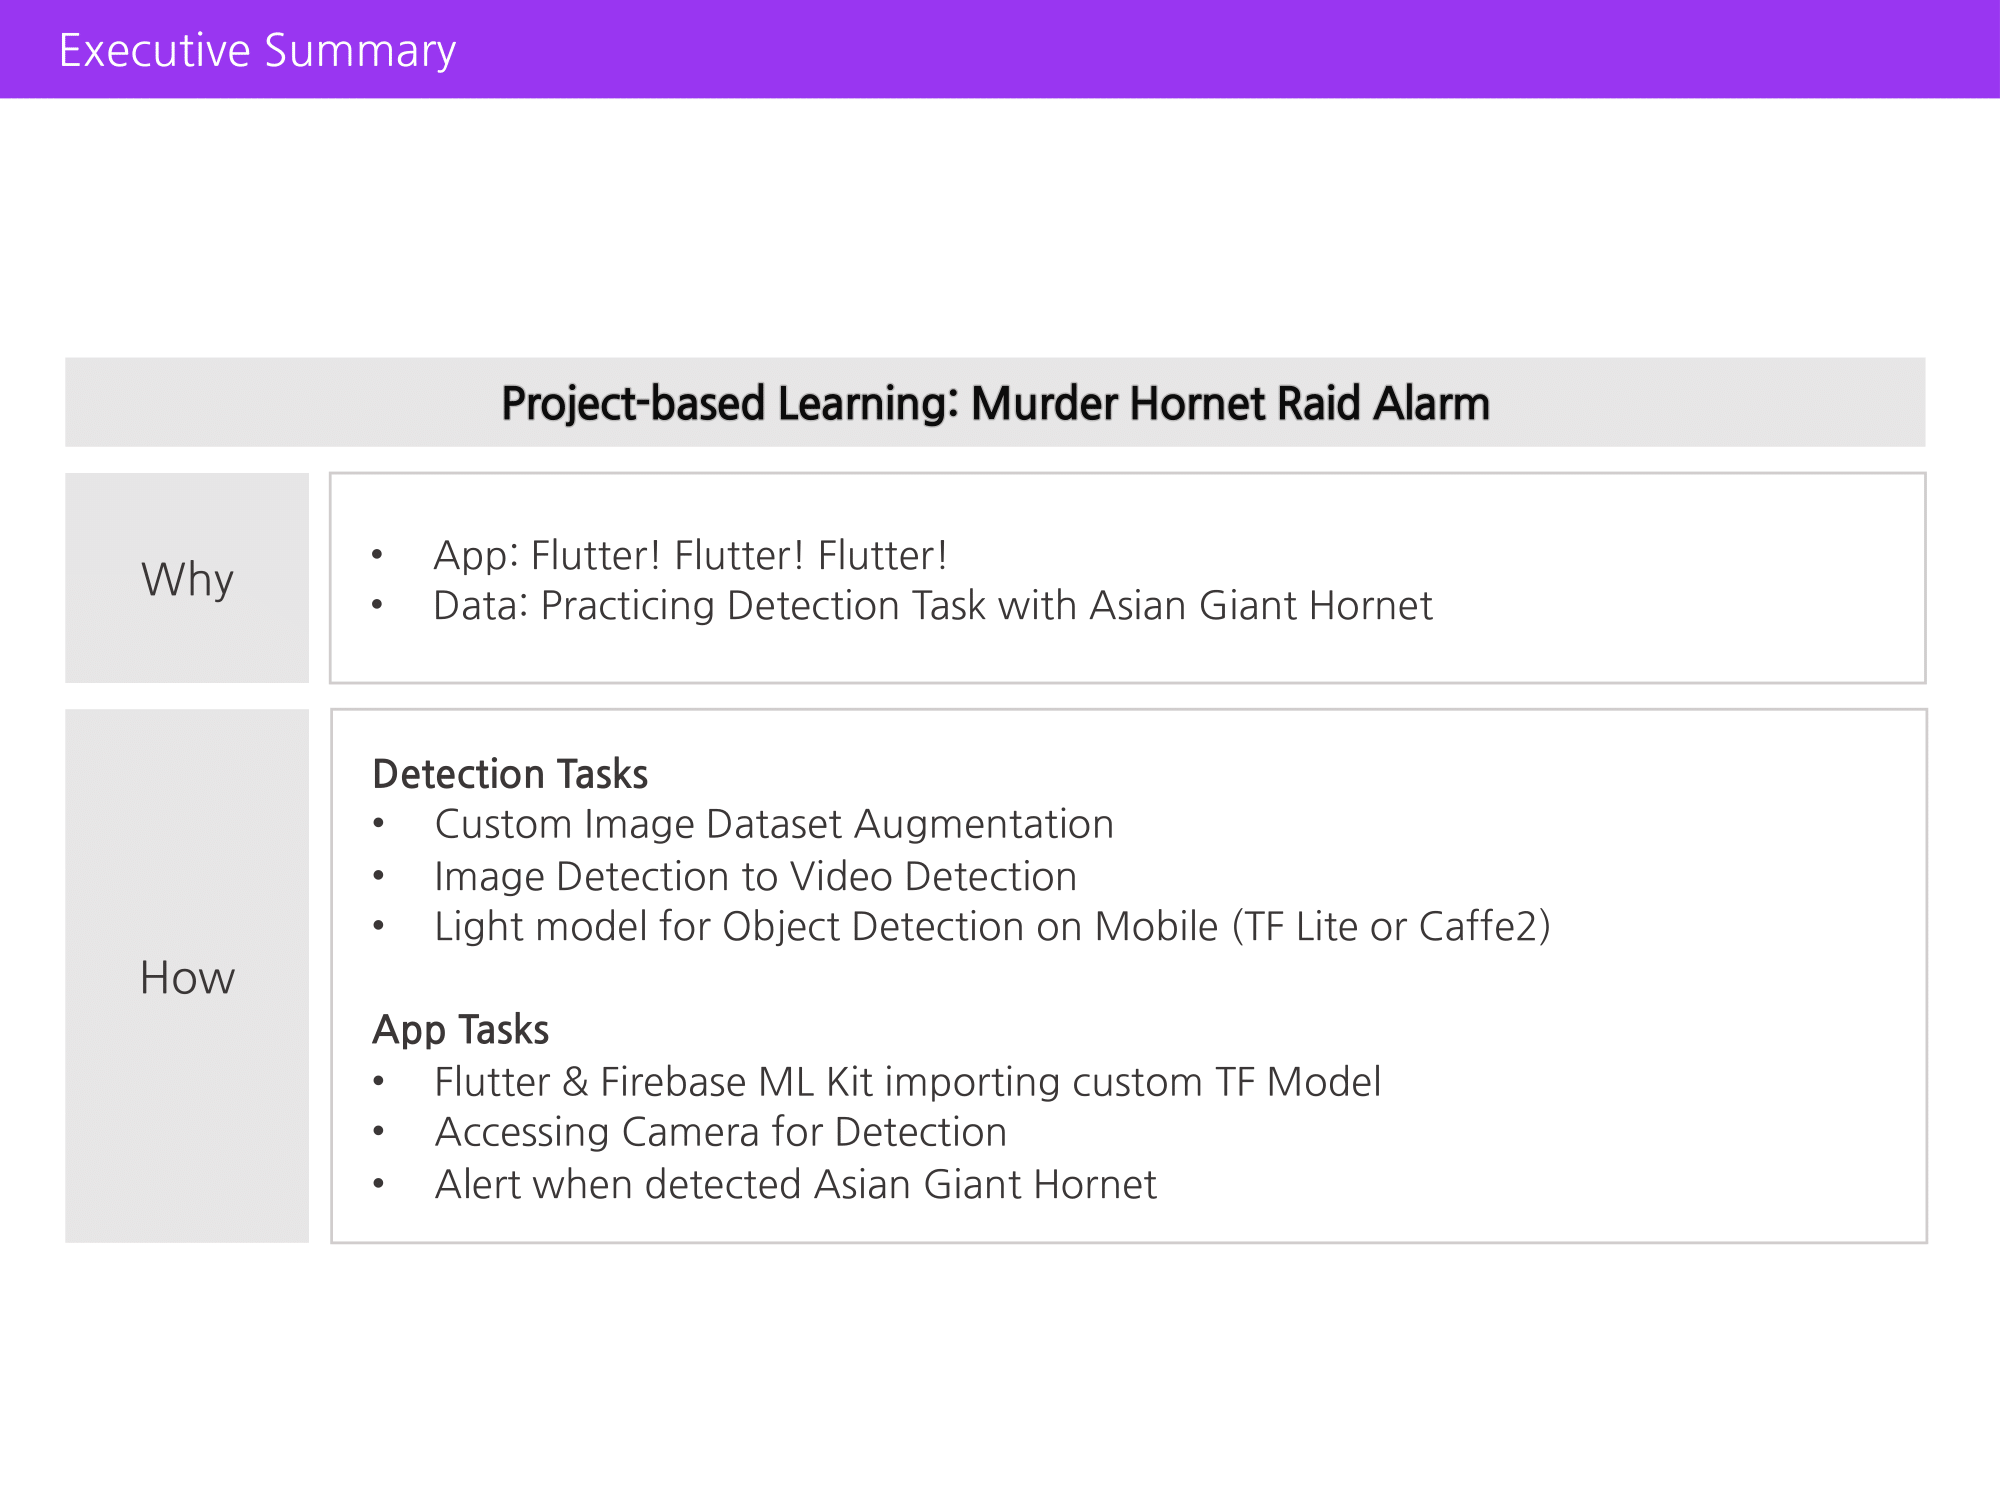 Executive Summary
Project-based Learning: Murder Hornet Raid Alarm
Why
• App: Flutter! Flutter! Flutter!
• Data: Practicing Detection Task with Asian Giant Hornet
How
Detection Tasks
• Custom Image Dataset Augmentation
• Image Detection to Video Detection
• Light model for Object Detection on Mobile (TF Lite or Caffe2)
App Tasks
• Flutter & Firebase ML Kit importing custom TF Model
• Accessing Camera for Detection
• Alert when detected Asian Giant Hornet